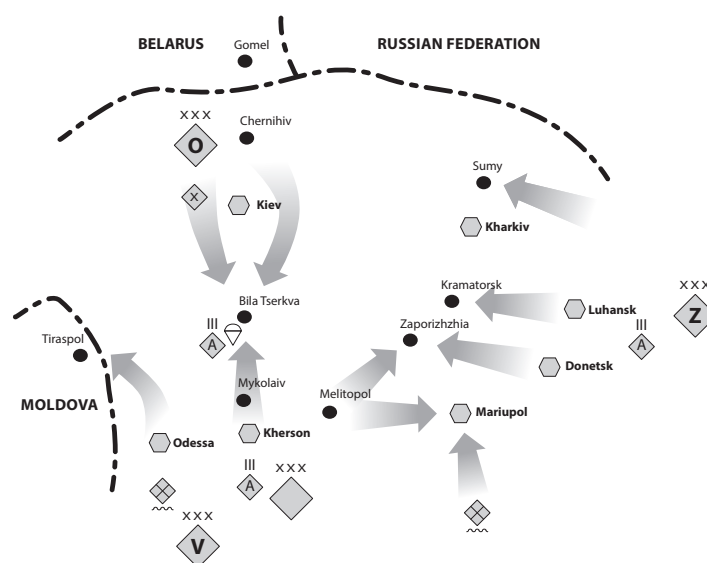 BELARUS
Gomel
RUSSIAN FEDERATION
XXX
O
Chernihiv
Sumy
X
Kiev
Kharkiv
Bila Tserkva
Kramatorsk
XXX
Z
Luhansk
III
A
Zaporizhzhia
III
A
Tiraspol
Donetsk
MOLDOVA
Mykolaiv
Melitopol
Mariupol
Odessa
Kherson
III
A
XXX
XXX
V